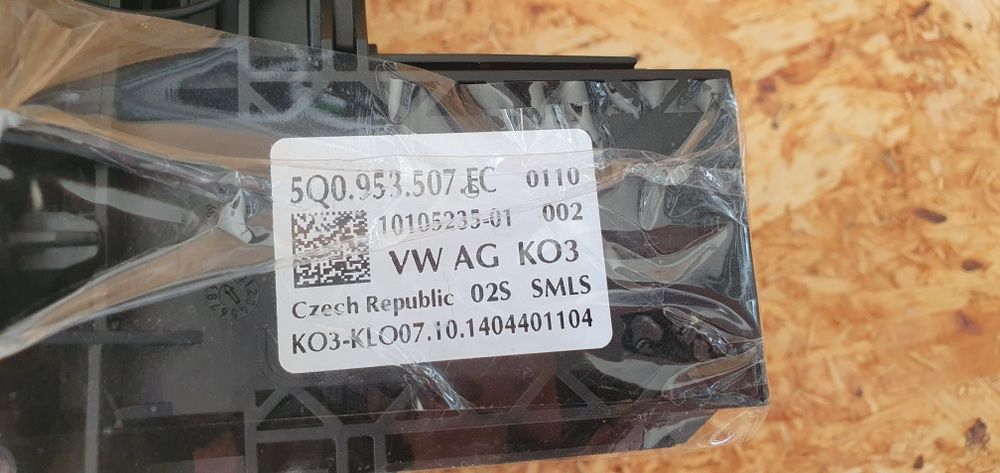 5Q0.953.507.EC 0110
10105235-01 002
VW AG KO3
Czech Republic 02S SMLS
KO3-KLO07.10.1404401104